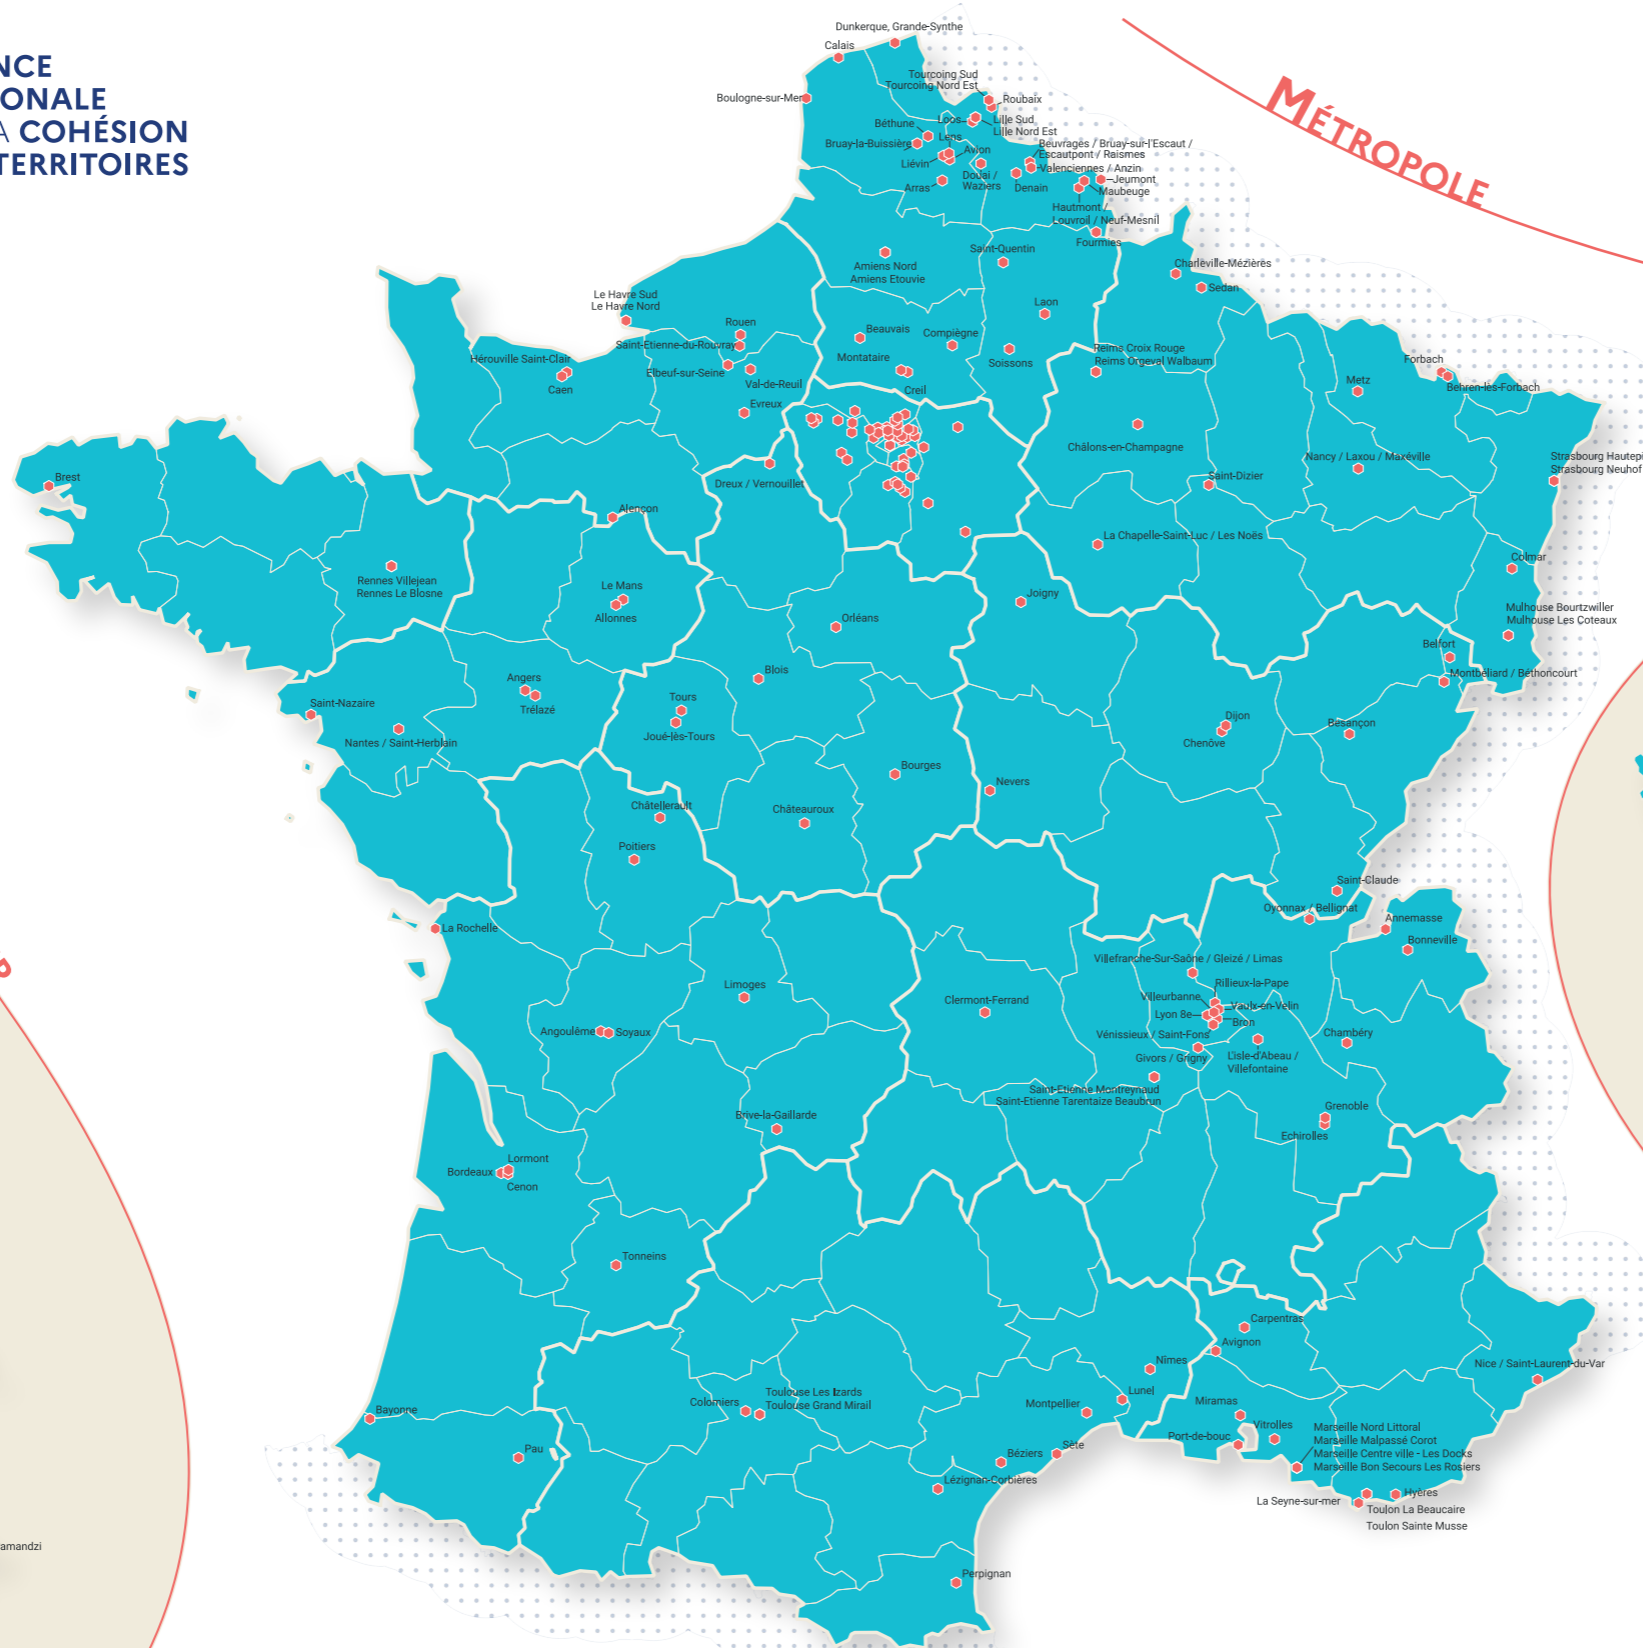 NCE
ONALE
A COHÉSION
TERRITOIRES
MÉTROPOLE
Dunkerque, Grande-Synthe
Calais
Boulogne-sur-Mer
Tourcoing Sud
Tourcoing Nord Est
Roubaix
Loos
Lille Sud
Lille Nord Est
Béthune
Bruay-la-Buissière
Lens
Avion
Liévin
Arras
Douai /
Waziers
Beuvrages / Bruay-sur-l'Escaut /
Escautpont / Raismes
Valenciennes / Anzin
Denain
Jeumont
Maubeuge
Hautmont /
Louvroil / Neuf-Mesnil
Fourmies
Amiens Nord
Amiens Etouvie
Saint-Quentin
Charleville-Mézières
Sedan
Laon
Le Havre Sud
Le Havre Nord
Rouen
Saint-Etienne-du-Rouvray
Elbeuf-sur-Seine
Val-de-Reuil
Evreux
Beauvais
Compiègne
Montataire
Creil
Soissons
Reims Croix Rouge
Reims Orgeval Walbaum
Hérouville Saint-Clair
Caen
Forbach
Behren-lès-Forbach
Metz
Châlons-en-Champagne
Nancy / Laxou / Maxéville
Strasbourg Hautepi
Strasbourg Neuhof
Saint-Dizier
Dreux / Vernouillet
Brest
Alençon
La Chapelle-Saint-Luc / Les Noës
Colmar
Rennes Villejean
Rennes Le Blosne
Le Mans
Allonnes
Joigny
Orléans
Mulhouse Bourtzwiller
Mulhouse Les Coteaux
Belfort
Montbéliard / Béthoncourt
Blois
Angers
Trélazé
Tours
Joué-lès-Tours
Saint-Nazaire
Nantes / Saint-Herblain
Dijon
Chenôve
Besançon
Bourges
Nevers
Châtellerault
Châteauroux
Poitiers
Saint-Claude
Oyonnax / Bellignat
Annemasse
Bonneville
La Rochelle
Villefranche-Sur-Saône / Gleizé / Limas
Rillieux-la-Pape
Villeurbanne
Vaulx-en-Velin
Lyon 8e
Bron
Vénissieux / Saint-Fons
Givors / Grigny
L'isle-d'Abeau /
Villefontaine
Chambéry
Limoges
Clermont-Ferrand
Angoulême
Soyaux
Saint-Etienne Montreynaud
Saint-Etienne Tarentaize Beaubrun
Brive-la-Gaillarde
Grenoble
Echirolles
Lormont
Bordeaux
Cenon
Tonneins
Carpentras
Avignon
Nîmes
Nice / Saint-Laurent-du-Var
Lunel
Montpellier
Miramas
Vitrolles
Port-de-bouc
Marseille Nord Littoral
Marseille Malpassé Corot
Marseille Centre ville - Les Docks
Marseille Bon Secours Les Rosiers
Colomiers
Toulouse Les Izards
Toulouse Grand Mirail
Bayonne
Pau
Sète
Béziers
Lézignan-Corbières
La Seyne-sur-mer
Hyères
Toulon La Beaucaire
Toulon Sainte Musse
Perpignan
amandzi